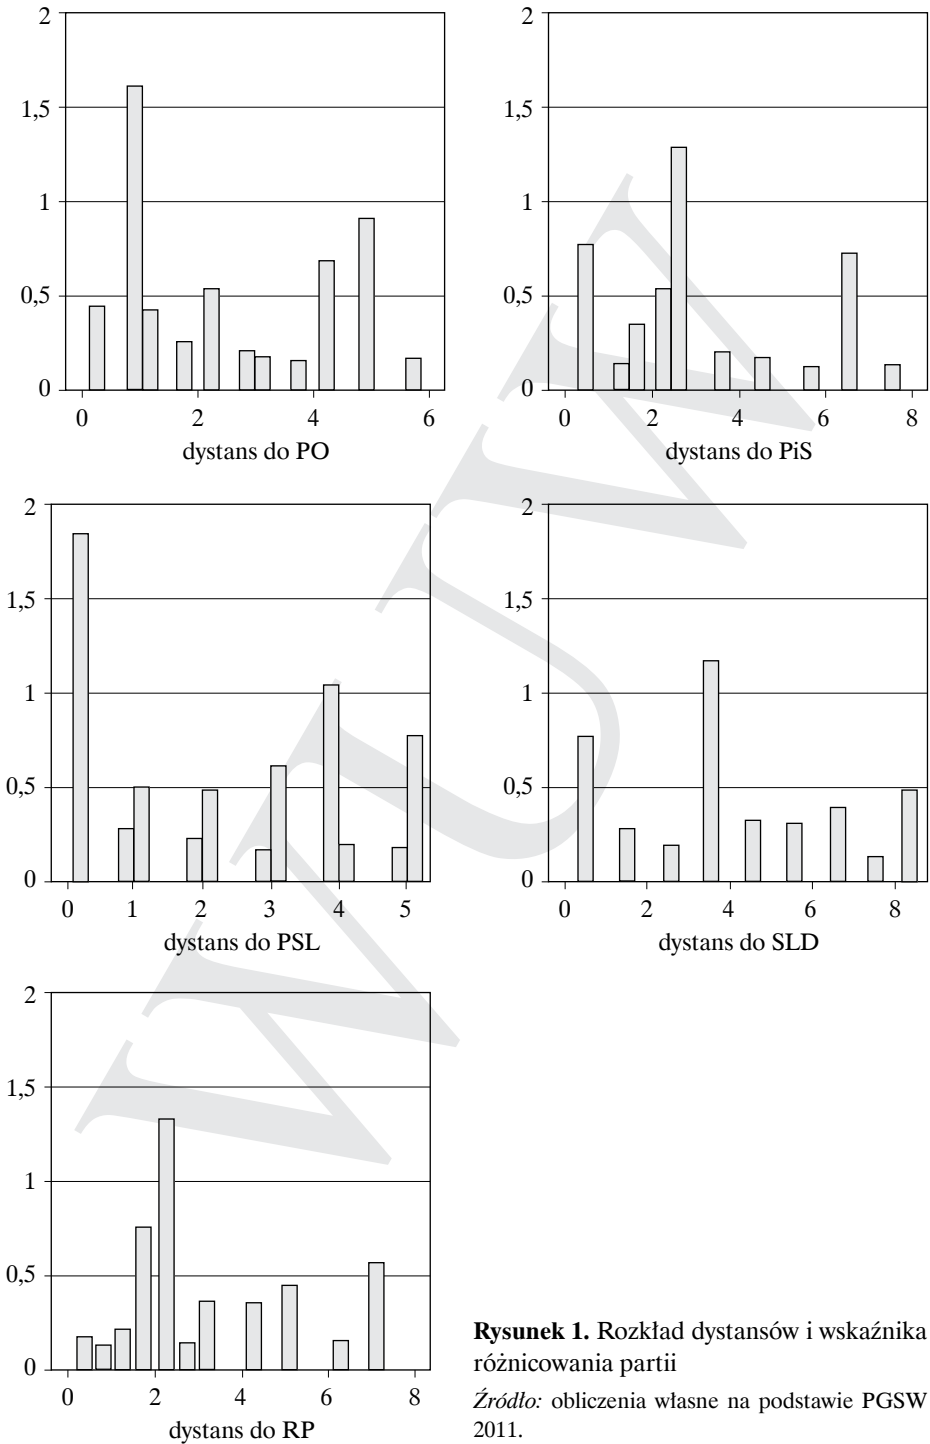 2
1,5
1
0,5
0
0 2 4 6
dystans do PO
2
1,5
1
0,5
0
0 2 4 6 8
dystans do PiS
2
1,5
1
0,5
0
0 1 2 3 4 5
dystans do PSL
2
1,5
1
0,5
0
0 2 4 6 8
dystans do SLD
2
1,5
1
0,5
0
0 2 4 6 8
dystans do RP
Rysunek 1. Rozkład dystansów i wskaźnika
różnicowania partii
Źródło: obliczenia własne na podstawie PGSW
2011.
WUW